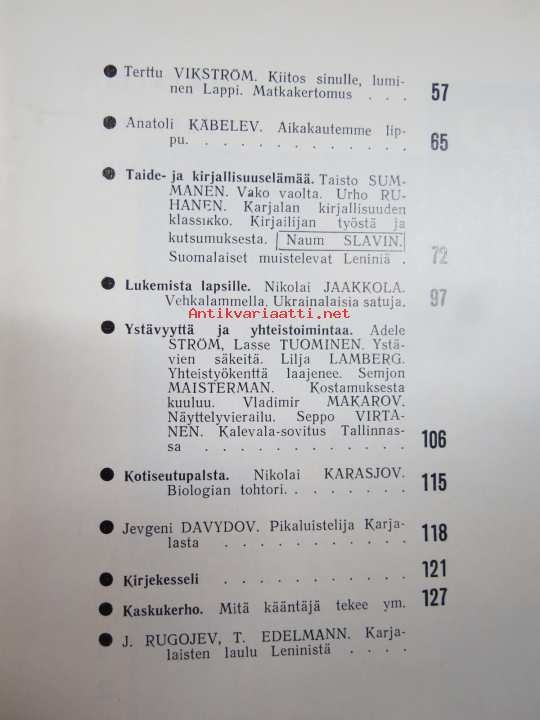 ● Terttu VIKSTRÖM. Kiitos sinulle, lumi-
nen Lappi. Matkakertomus . . . 57
● Anatoli KÄBELEV. Aikakautemme lip-
pu. . . . . . . . . . . . . 65
● Taide- ja kirjallisuuselämää. Taisto SUM-
MANEN. Vako vaolta. Urho RU-
HANEN. Karjalan kirjallisuuden
klassikko. Kirjailijan työstä ja
kutsumuksesta. Naum SLAVIN.
Suomalaiset muistelevat Leniniä . 72
● Lukemista lapsille. Nikolai JAAKKOLA.
Vehkalammella. Ukrainalaisia satuja. 97
Antikvariaatti.net
● Ystävyyttä ja yhteistoimintaa. Adele
STRÖM, Lasse TUOMINEN. Ystä-
vien säkeitä. Lilja LAMBERG.
Yhteistyökenttä laajenee. Semjon
MAISTERMAN. Kostamuksesta
kuuluu. Vladimir MAKAROV.
Näyttelyvierailu. Seppo VIRTA-
NEN. Kalevala-sovitus Tallinnas-
sa . . . . . . . . . . . . 106
● Kotiseutupalsta. Nikolai KARASJOV.
Biologian tohtori. . . . . . . . 115
● Jevgeni DAVYDOV. Pikaluistelija Karja-
lasta . . . . . . . . . . . 118
● Kirjekesseli . . . . . . . . . . . 121
● Kaskukerho. Mitä kääntäjä tekee ym. 127
● J. RUGOJEV, T. EDELMANN. Karja-
laisten laulu Leninistä . . . .